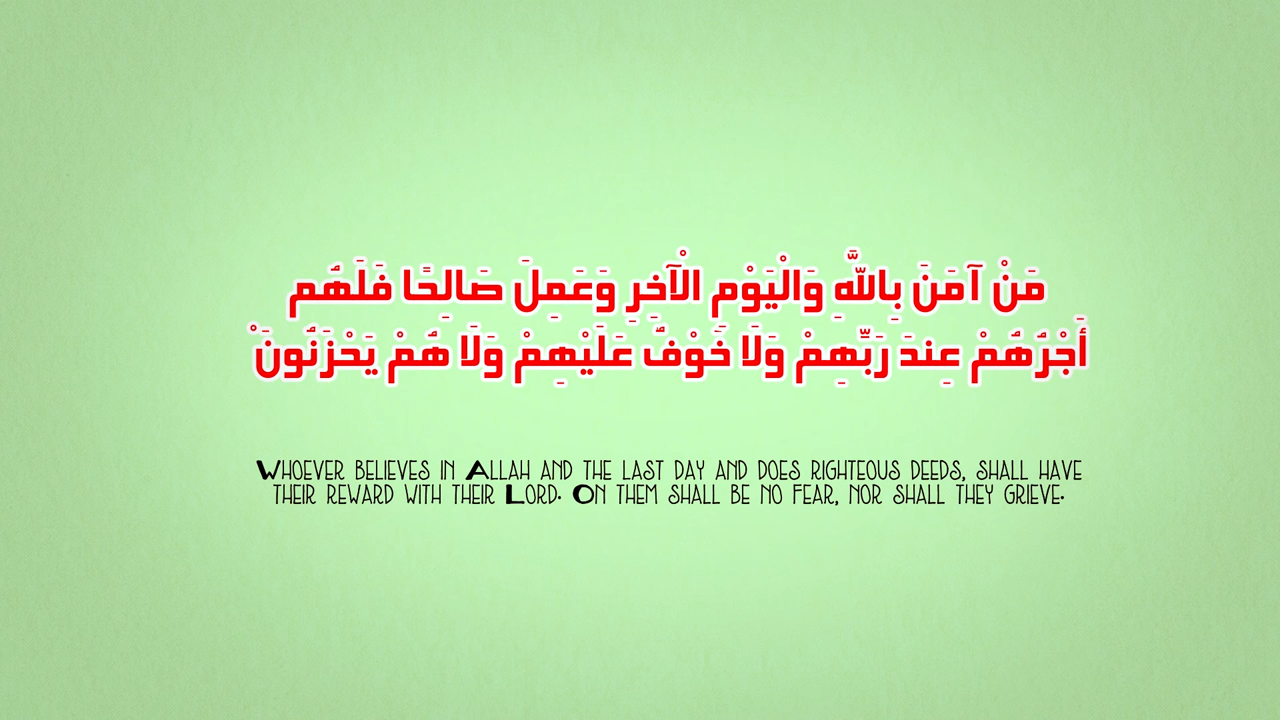 مَنْ آمَنَ بِاللَّهِ وَالْيَوْمِ الْآخِرِ وَعَمِلَ صَالِحًا فَلَهُم
أَجْرُهُمْ عِندَ رَبِّهِمْ وَلَا خَوْفٌ عَلَيْهِمْ وَلَا هُمْ يَحْزَنُونَْ
Whoever believes in Allah and the last day and does righteous deeds, shall have
their reward with their Lord. On them shall be no fear, nor shall they grieve.